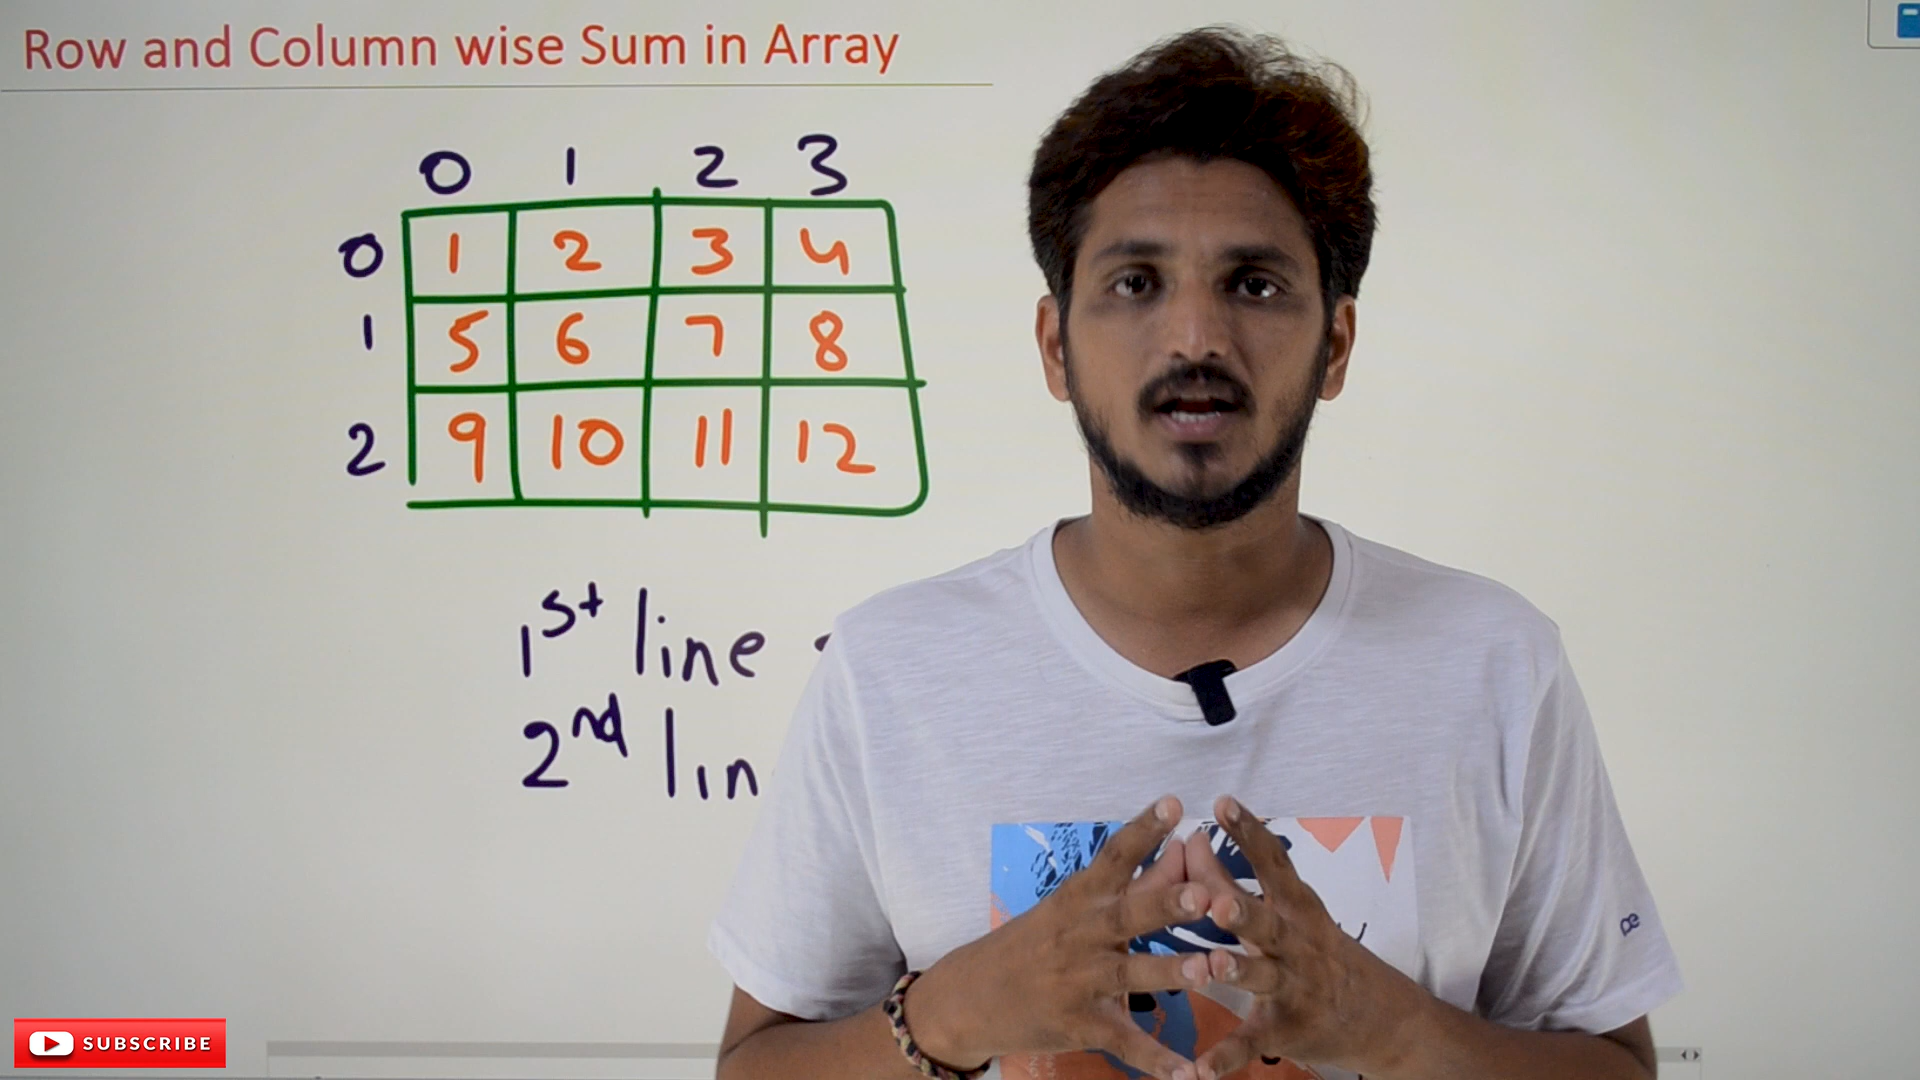 Row and Column wise Sum in Array
0 1 2 3
0 1 2 3 4
1 5 6 7 8
2 9 10 11 12
1st line
2nd lin
SUBSCRIBE